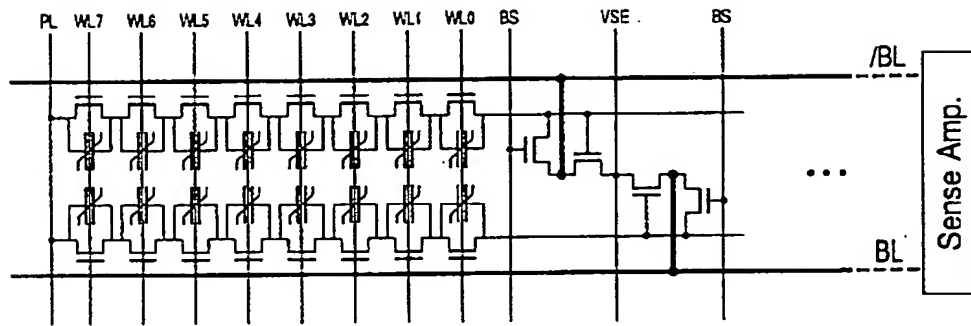 PL WL7 WL6 WL5 WL4 WL3 WL2 WL1 WL0 BS VSE BS
/BL
BL
Sense Amp.